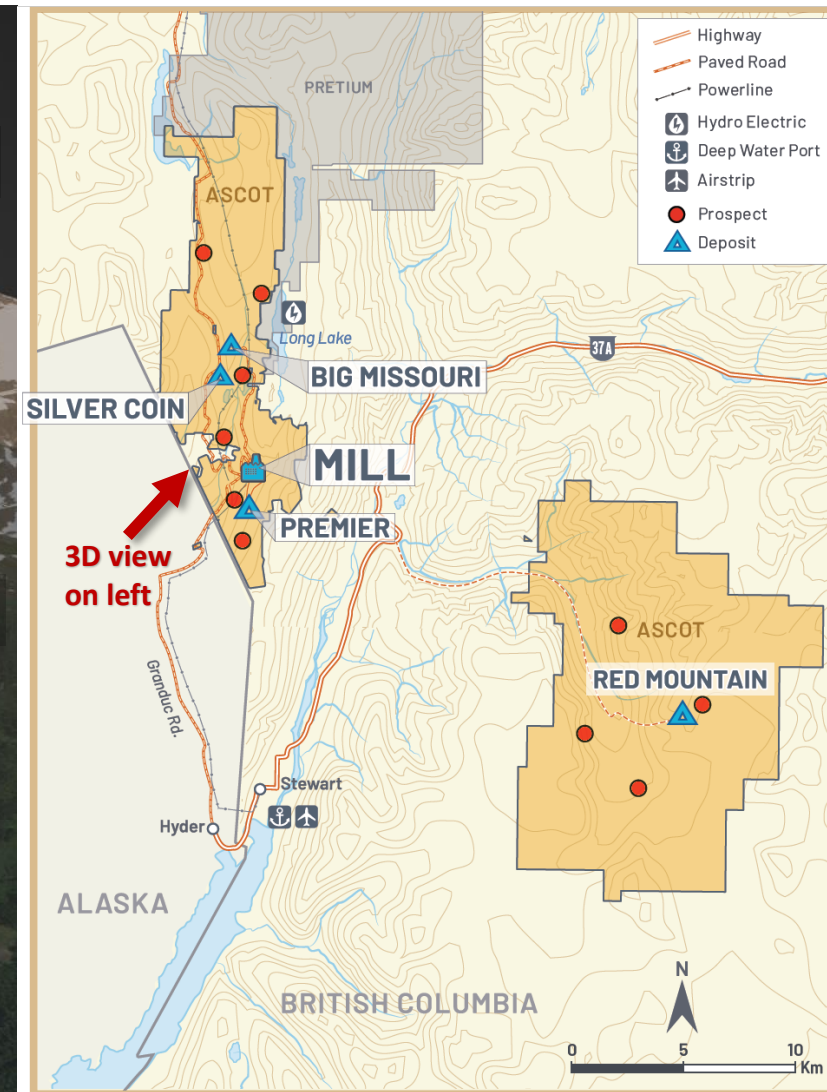 Highway
Paved Road
Powerline
Hydro Electric
Deep Water Port
Airstrip
Prospect
Deposit
PRETIUM
ASCOT
Long Lake
37A
BIG MISSOURI
SILVER COIN
MILL
PREMIER
3D view
on left
ASCOT
RED MOUNTAIN
Granduc Rd.
Stewart
Hyder
ALASKA
BRITISH COLUMBIA
N
0 5 10
Km